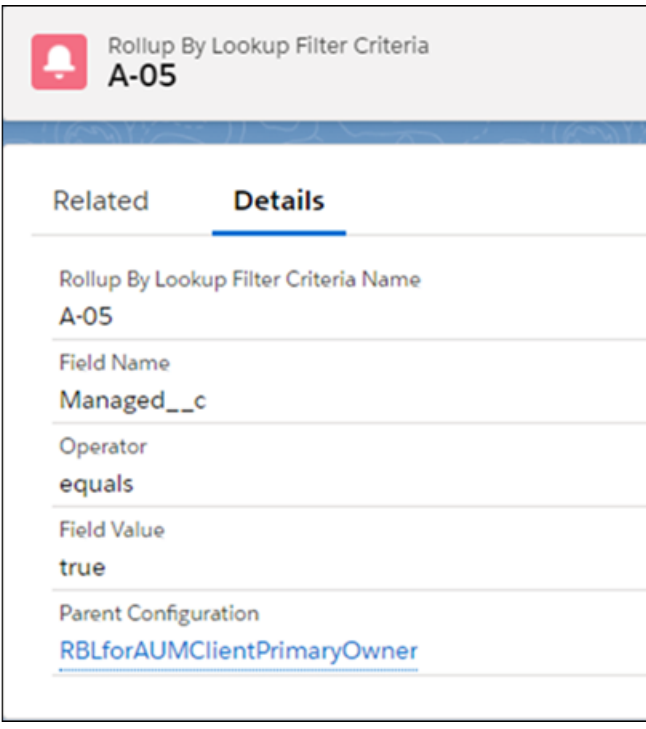 Rollup By Lookup Filter Criteria
A-05
Related Details
Rollup By Lookup Filter Criteria Name
A-05
Field Name
Managed__c
Operator
equals
Field Value
true
Parent Configuration
RBLforAUMClientPrimaryOwner